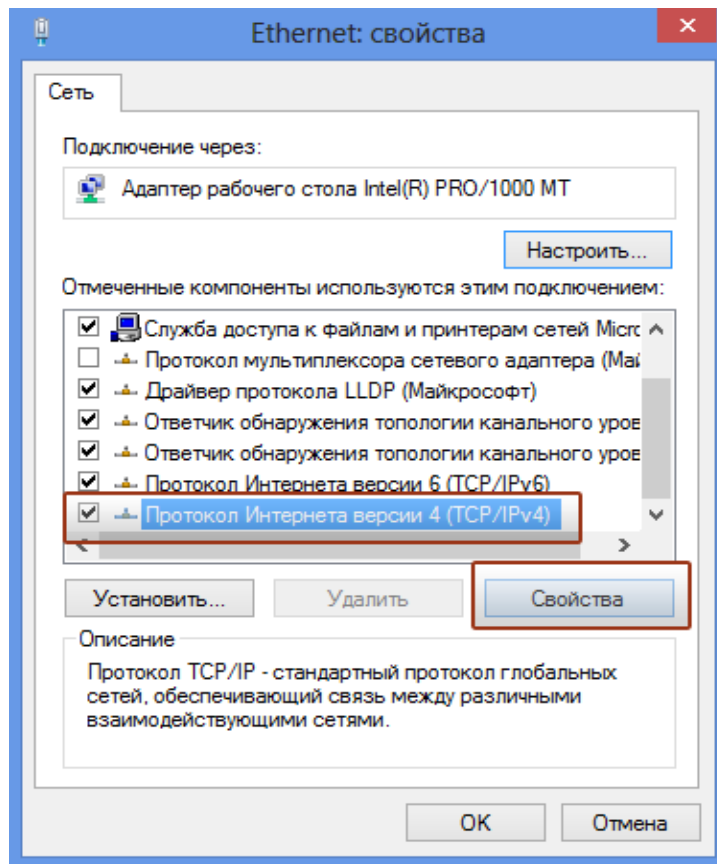 Ethernet: свойства
Сеть
Подключение через:
Адаптер рабочего стола Intel(R) PRO/1000 MT
Настроить...
Отмеченные компоненты используются этим подключением:
Служба доступа к файлам и принтерам сетей Micro
Протокол мультиплексора сетевого адаптера (Май
Драйвер протокола LLDP (Майкрософт)
Ответчик обнаружения топологии канального уров
Ответчик обнаружения топологии канального уров
Протокол Интернета версии 6 (TCP/IPv6)
Протокол Интернета версии 4 (TCP/IPv4)
Установить...
Удалить
Свойства
Описание
Протокол TCP/IP - стандартный протокол глобальных
сетей, обеспечивающий связь между различными
взаимодействующими сетями.
OK
Отмена